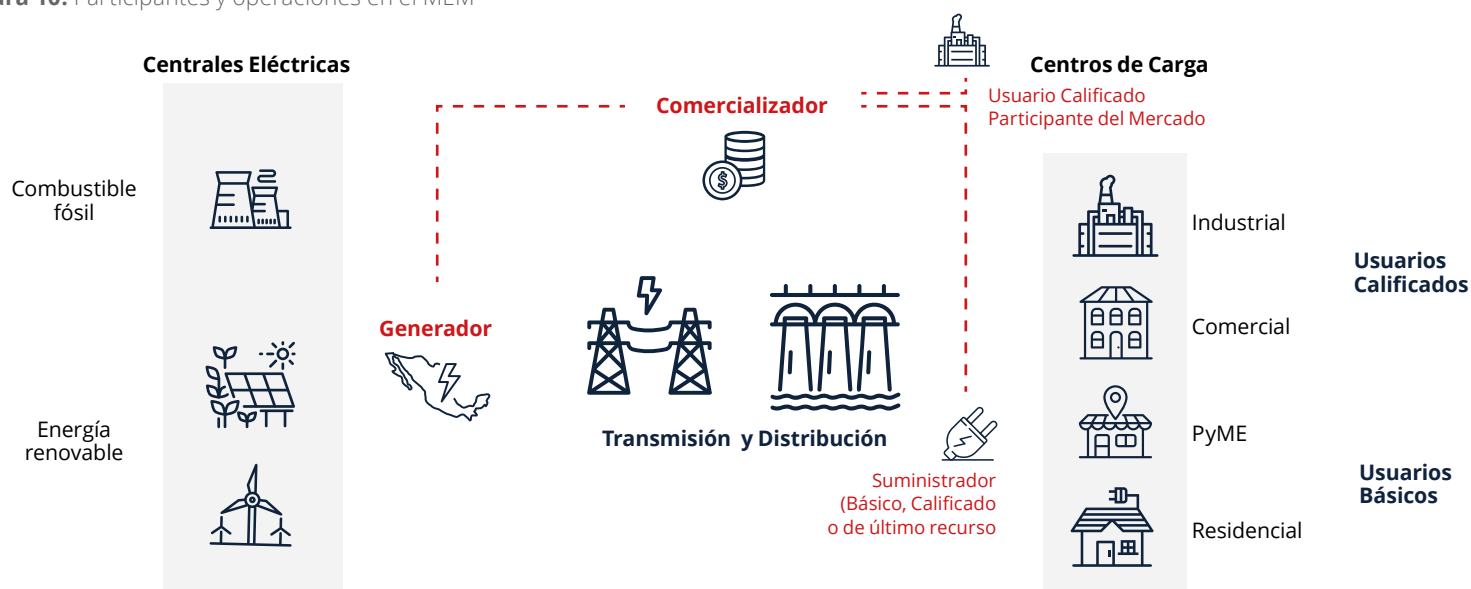 10: Participantes y operaciones en el MEM
Centrales Eléctricas
Centros de Carga
Comercializador
Usuario Calificado
Participante del Mercado
Combustible
fósil
Industrial
Usuarios
Calificados
Generador
Comercial
Energía
renovable
Transmisión y Distribución
PyME
Suministrador
(Básico, Calificado
o de último recurso
Usuarios
Básicos
Residencial
$